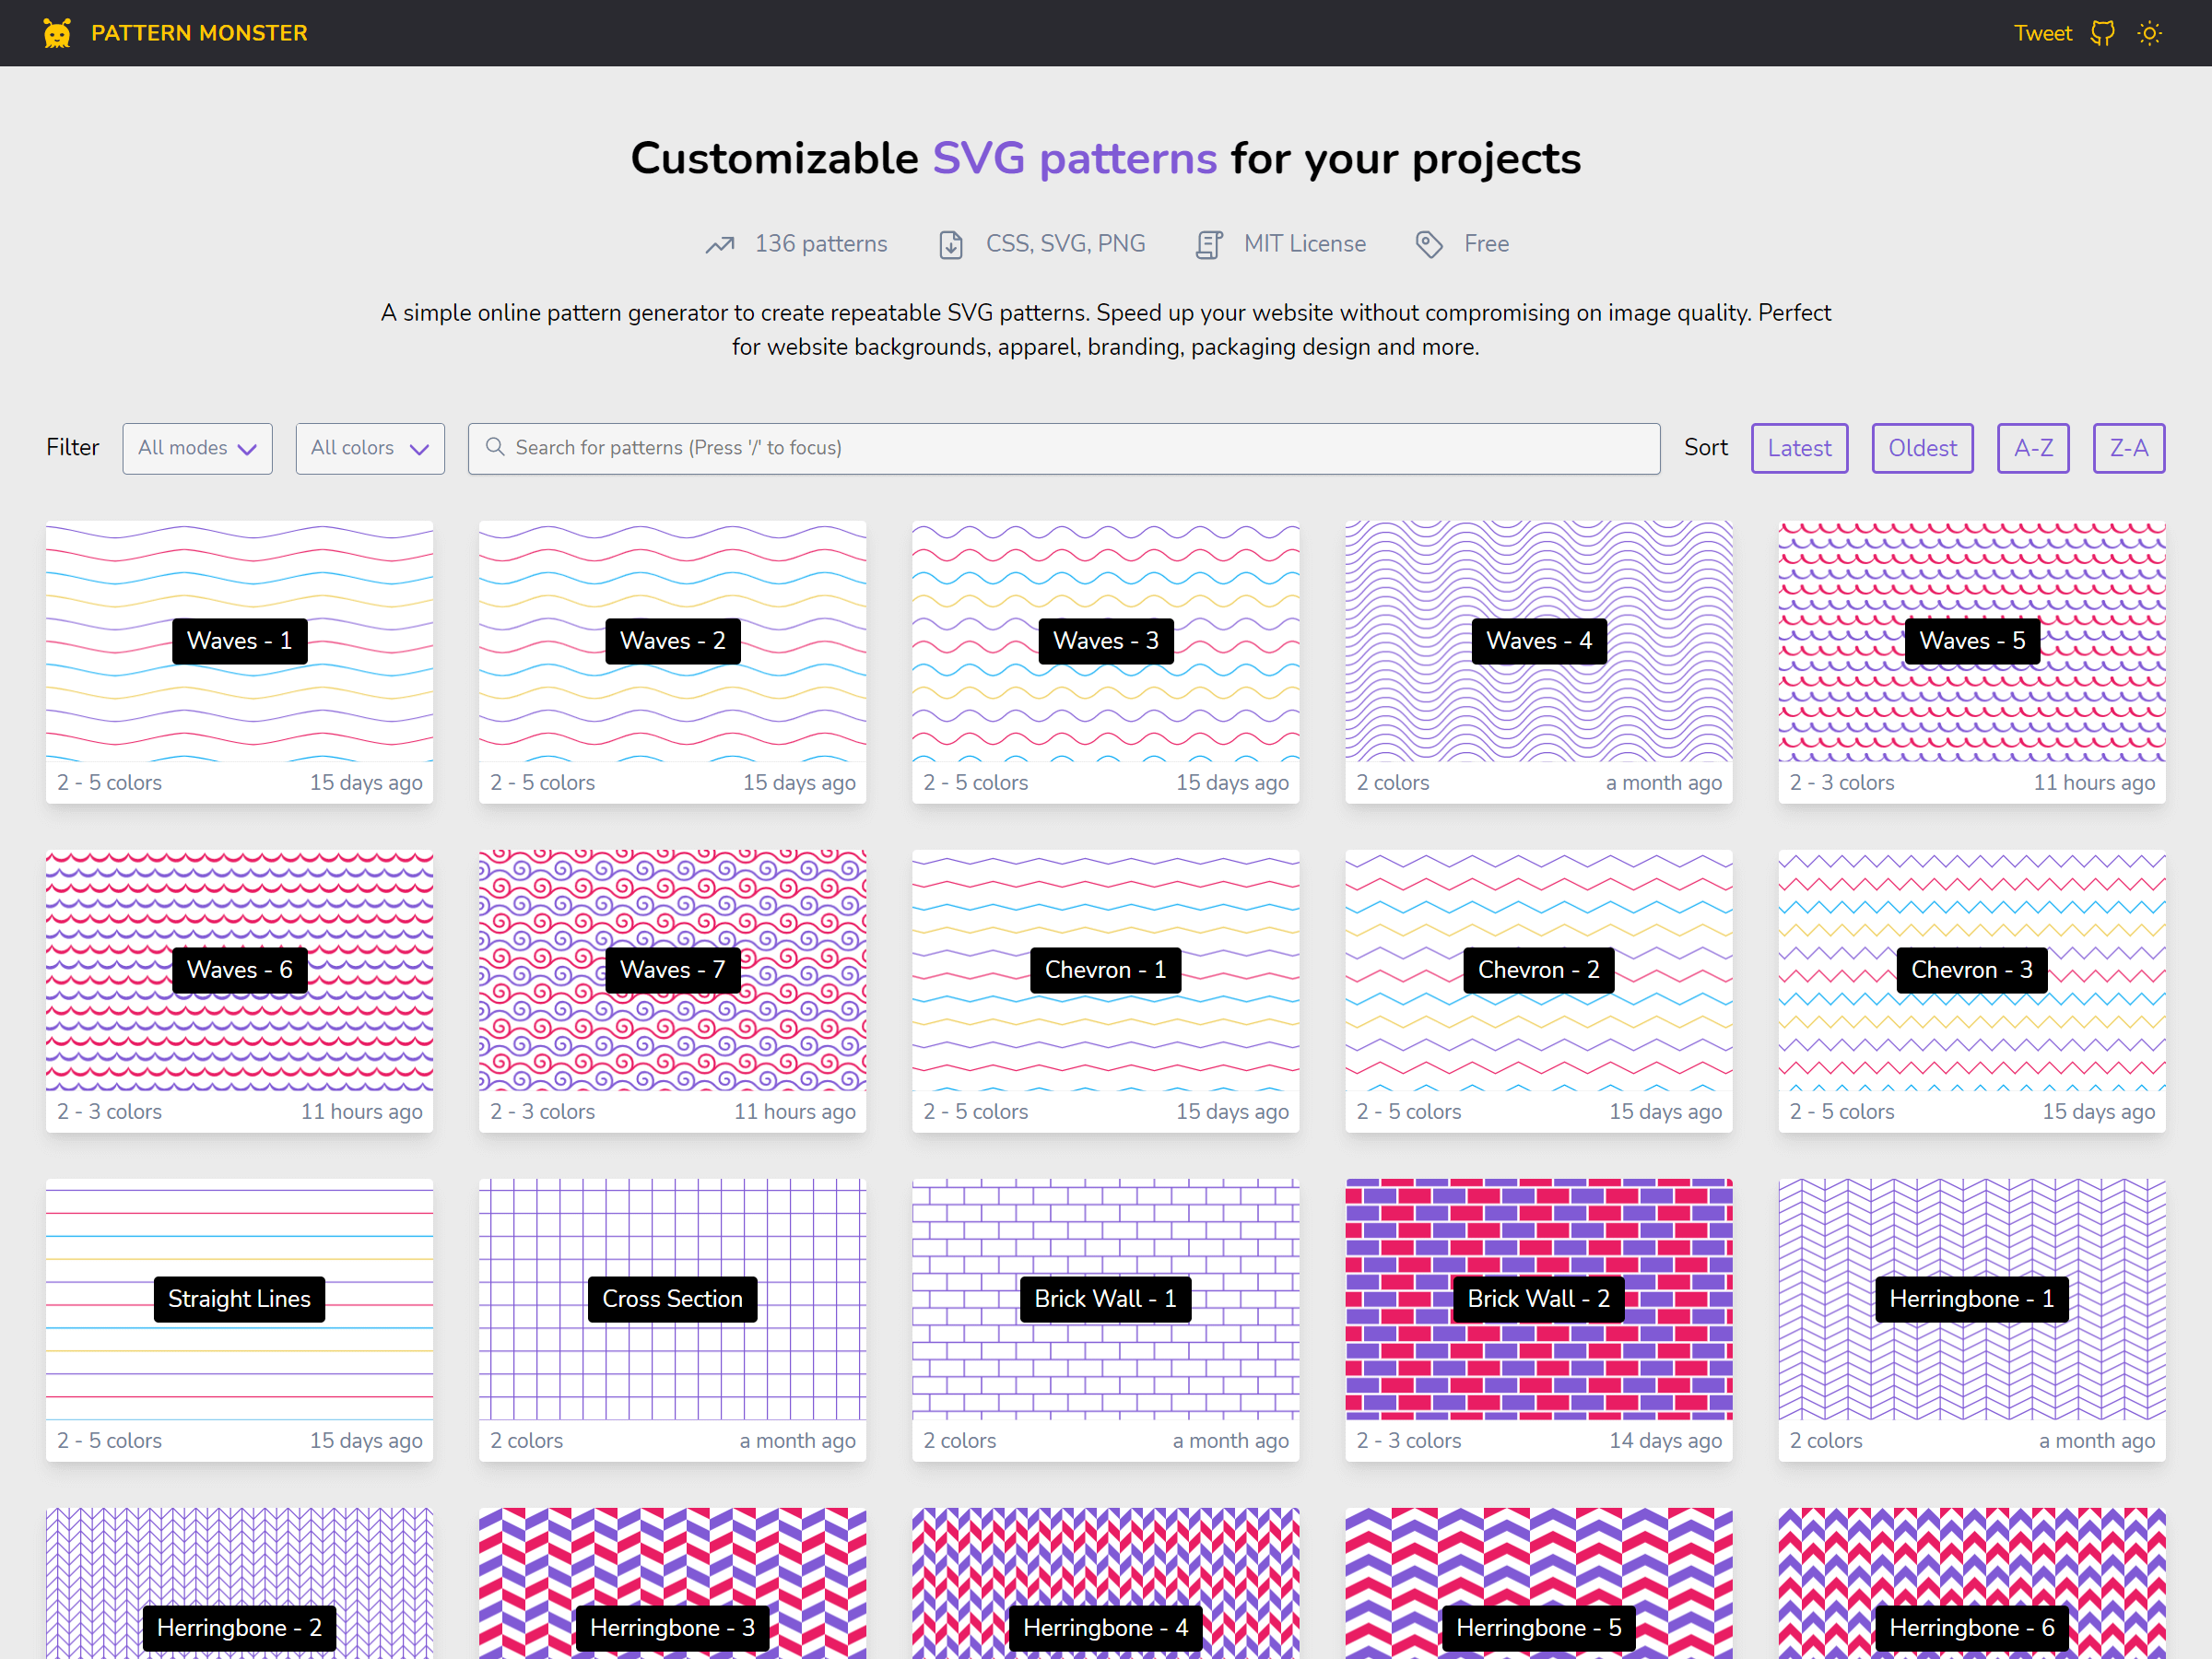 PATTERN MONSTER
Tweet
Customizable SVG patterns for your projects
136 patterns
CSS, SVG, PNG
MIT License
Free
A simple online pattern generator to create repeatable SVG patterns. Speed up your website without compromising on image quality. Perfect
for website backgrounds, apparel, branding, packaging design and more.
Filter
All modes
All colors
Search for patterns (Press '/' to focus)
Sort
Latest
Oldest
A-Z
Z-A
Waves - 1
2 - 5 colors
15 days ago
Waves - 2
2 - 5 colors
15 days ago
Waves - 3
2 - 5 colors
15 days ago
Waves - 4
2 colors
a month ago
Waves - 5
2 - 3 colors
11 hours ago
Waves - 6
2 - 3 colors
11 hours ago
Waves - 7
2 - 3 colors
11 hours ago
Chevron - 1
2 - 5 colors
15 days ago
Chevron - 2
2 - 5 colors
15 days ago
Chevron - 3
2 - 5 colors
15 days ago
Straight Lines
2 - 5 colors
15 days ago
Cross Section
2 colors
a month ago
Brick Wall - 1
2 colors
a month ago
Brick Wall - 2
2 - 3 colors
14 days ago
Herringbone - 1
2 colors
a month ago
Herringbone - 2
Herringbone - 3
Herringbone - 4
Herringbone - 5
Herringbone - 6